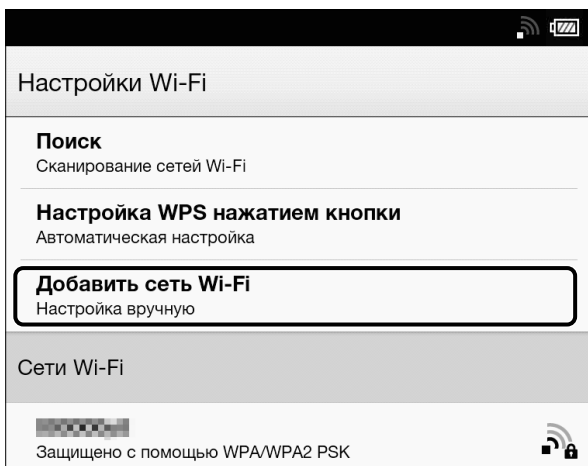 Настройки Wi-Fi
Поиск
Сканирование сетей Wi-Fi
Настройка WPS нажатием кнопки
Автоматическая настройка
Добавить сеть Wi-Fi
Настройка вручную
Сети Wi-Fi
Защищено с помощью WPA/WPA2 PSK